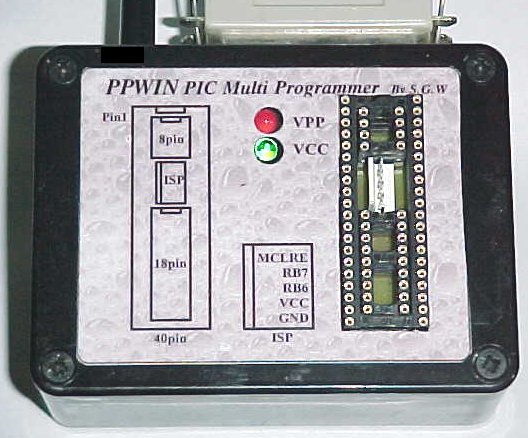 PPWIN PIC Multi Programmer By S.G.W
Pin1
8pin
ISP
18pin
40pin
VPP
VCC
MCLRE
RB7
RB6
VCC
GND
ISP